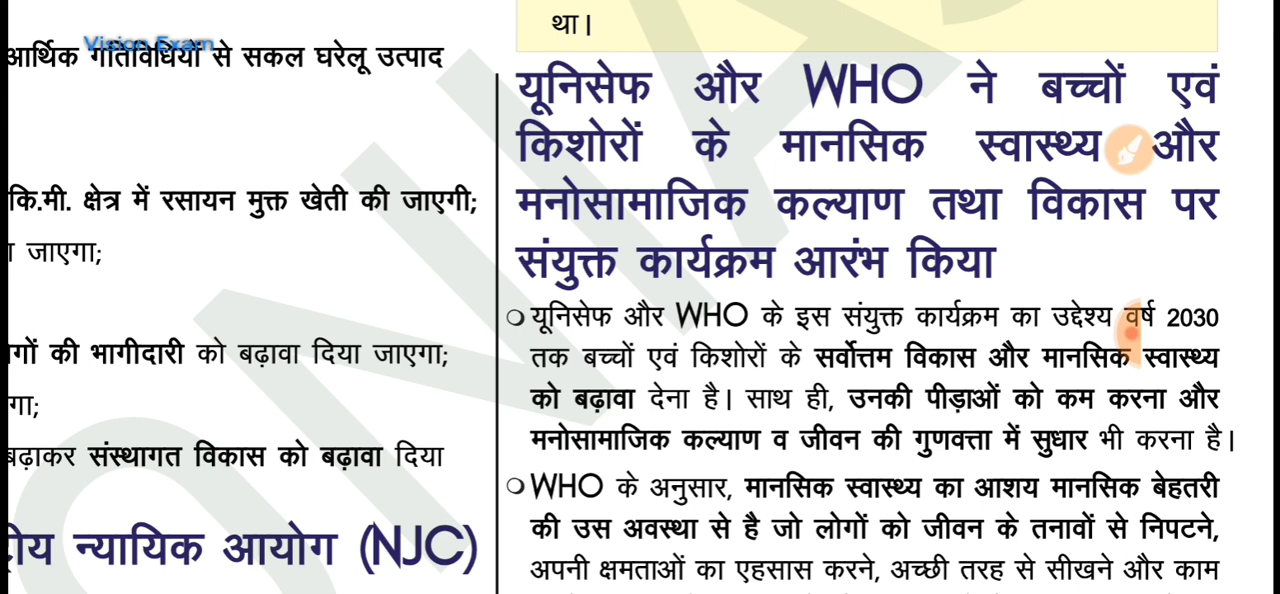 Vision Exam
आर्थिक गतिविधियों से सकल घरेलू उत्पाद
कि.मी. क्षेत्र में रसायन मुक्त खेती की जाएगी;
जाएगा;
की भागीदारी को बढ़ावा दिया जाएगा;
बढ़ाकर संस्थागत विकास को बढ़ावा दिया
न्यायिक आयोग (NJC)
था।
यूनिसेफ और WHO ने बच्चों एवं
किशोरों के मानसिक स्वास्थ्य और
मनोसामाजिक कल्याण तथा विकास पर
संयुक्त कार्यक्रम आरंभ किया
यूनिसेफ और WHO के इस संयुक्त कार्यक्रम का उद्देश्य वर्ष 2030
तक बच्चों एवं किशोरों के सर्वोत्तम विकास और मानसिक स्वास्थ्य
को बढ़ावा देना है। साथ ही, उनकी पीड़ाओं को कम करना और
मनोसामाजिक कल्याण व जीवन की गुणवत्ता में सुधार भी करना है।
WHO के अनुसार, मानसिक स्वास्थ्य का आशय मानसिक बेहतरी
की उस अवस्था से है जो लोगों को जीवन के तनावों से निपटने,
अपनी क्षमताओं का एहसास करने, अच्छी तरह से सीखने और काम